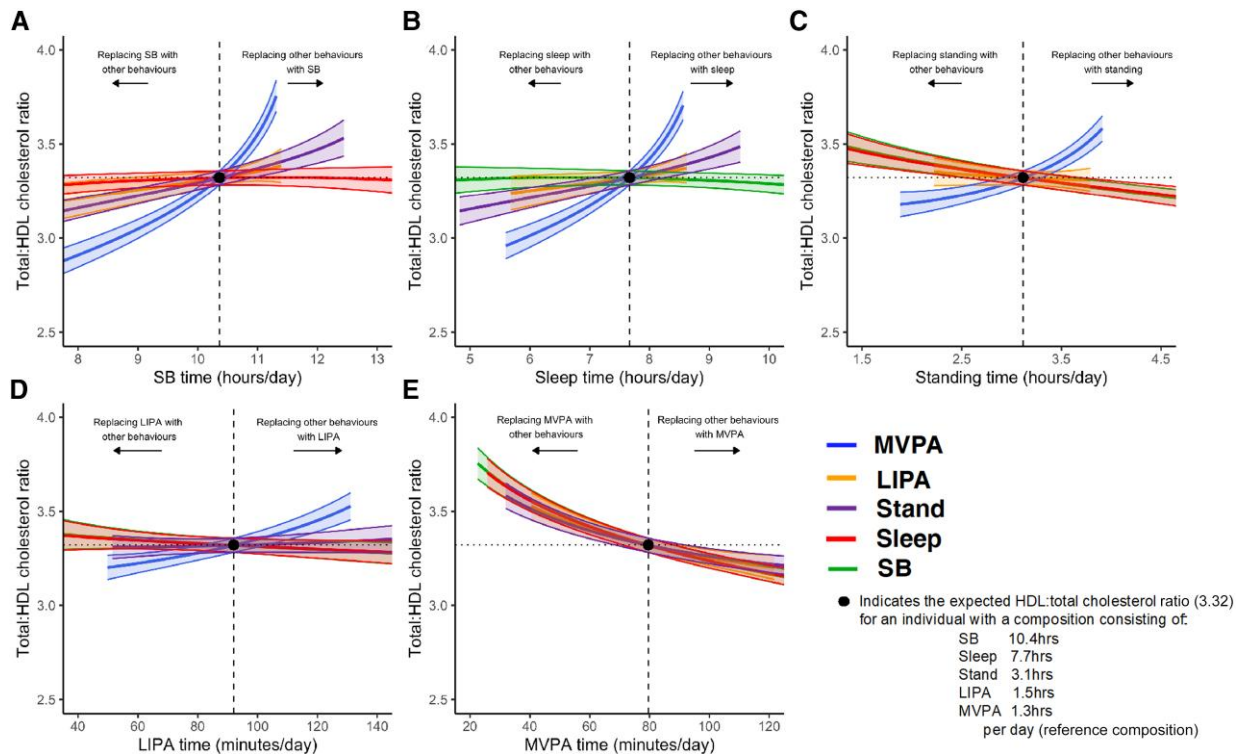 A
Replacing SB with
other behaviours
Replacing other behaviours
with SB
Total:HDL cholesterol ratio
4.0
3.5
3.0
2.5
8 9 10 11 12 13
SB time (hours/day)
B
Replacing sleep with
other behaviours
Replacing other behaviours
with sleep
Total:HDL cholesterol ratio
4.0
3.5
3.0
2.5
5 6 7 8 9 10
Sleep time (hours/day)
C
Replacing standing with
other behaviours
Replacing other behaviours
with standing
Total:HDL cholesterol ratio
4.0
3.5
3.0
2.5
1.5 2.5 3.5 4.5
Standing time (hours/day)
D
Replacing LIPA with
other behaviours
Replacing other behaviours
with LIPA
Total:HDL cholesterol ratio
4.0
3.5
3.0
2.5
40 60 80 100 120 140
LIPA time (minutes/day)
E
Replacing MVPA with
other behaviours
Replacing other behaviours
with MVPA
Total:HDL cholesterol ratio
4.0
3.5
3.0
2.5
20 40 60 80 100 120
MVPA time (minutes/day)
MVPA
LIPA
Stand
Sleep
SB
Indicates the expected HDL:total cholesterol ratio (3.32)
for an individual with a composition consisting of:
SB 10.4hrs
Sleep 7.7hrs
Stand 3.1hrs
LIPA 1.5hrs
MVPA 1.3hrs
per day (reference composition)